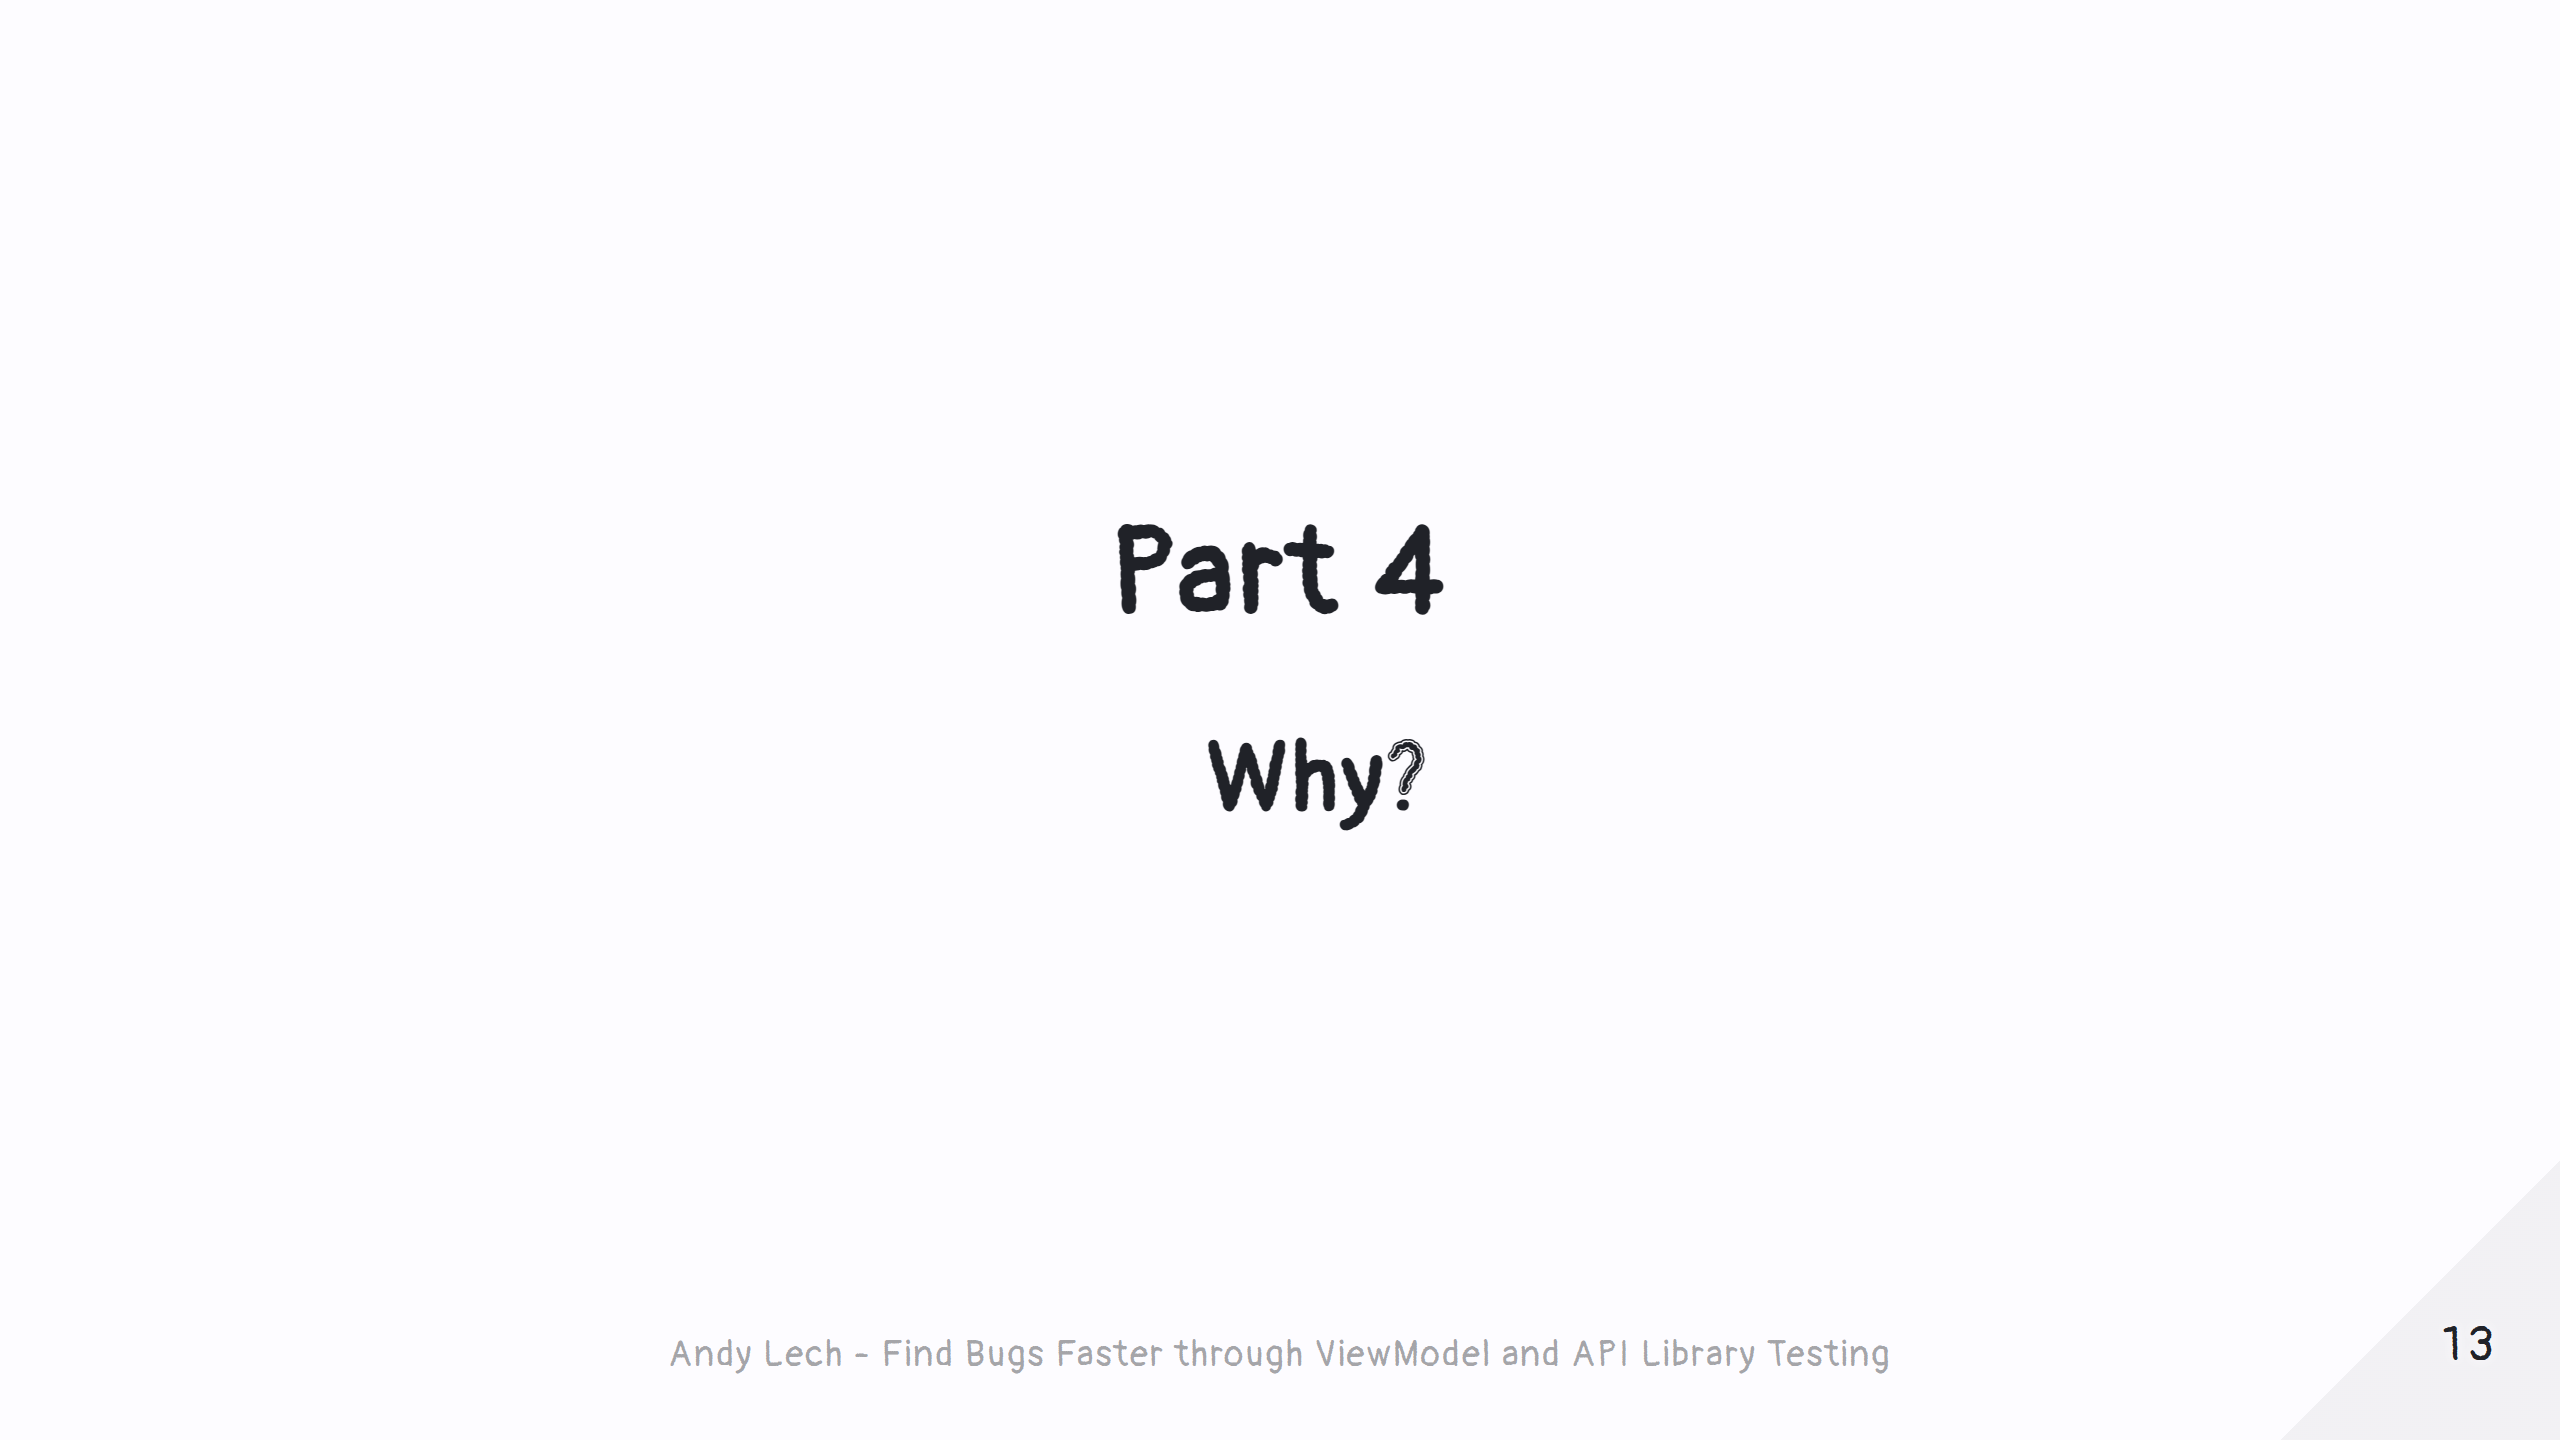 Part 4
Why?
Andy Lech - Find Bugs Faster through ViewModel and API Library Testing
13